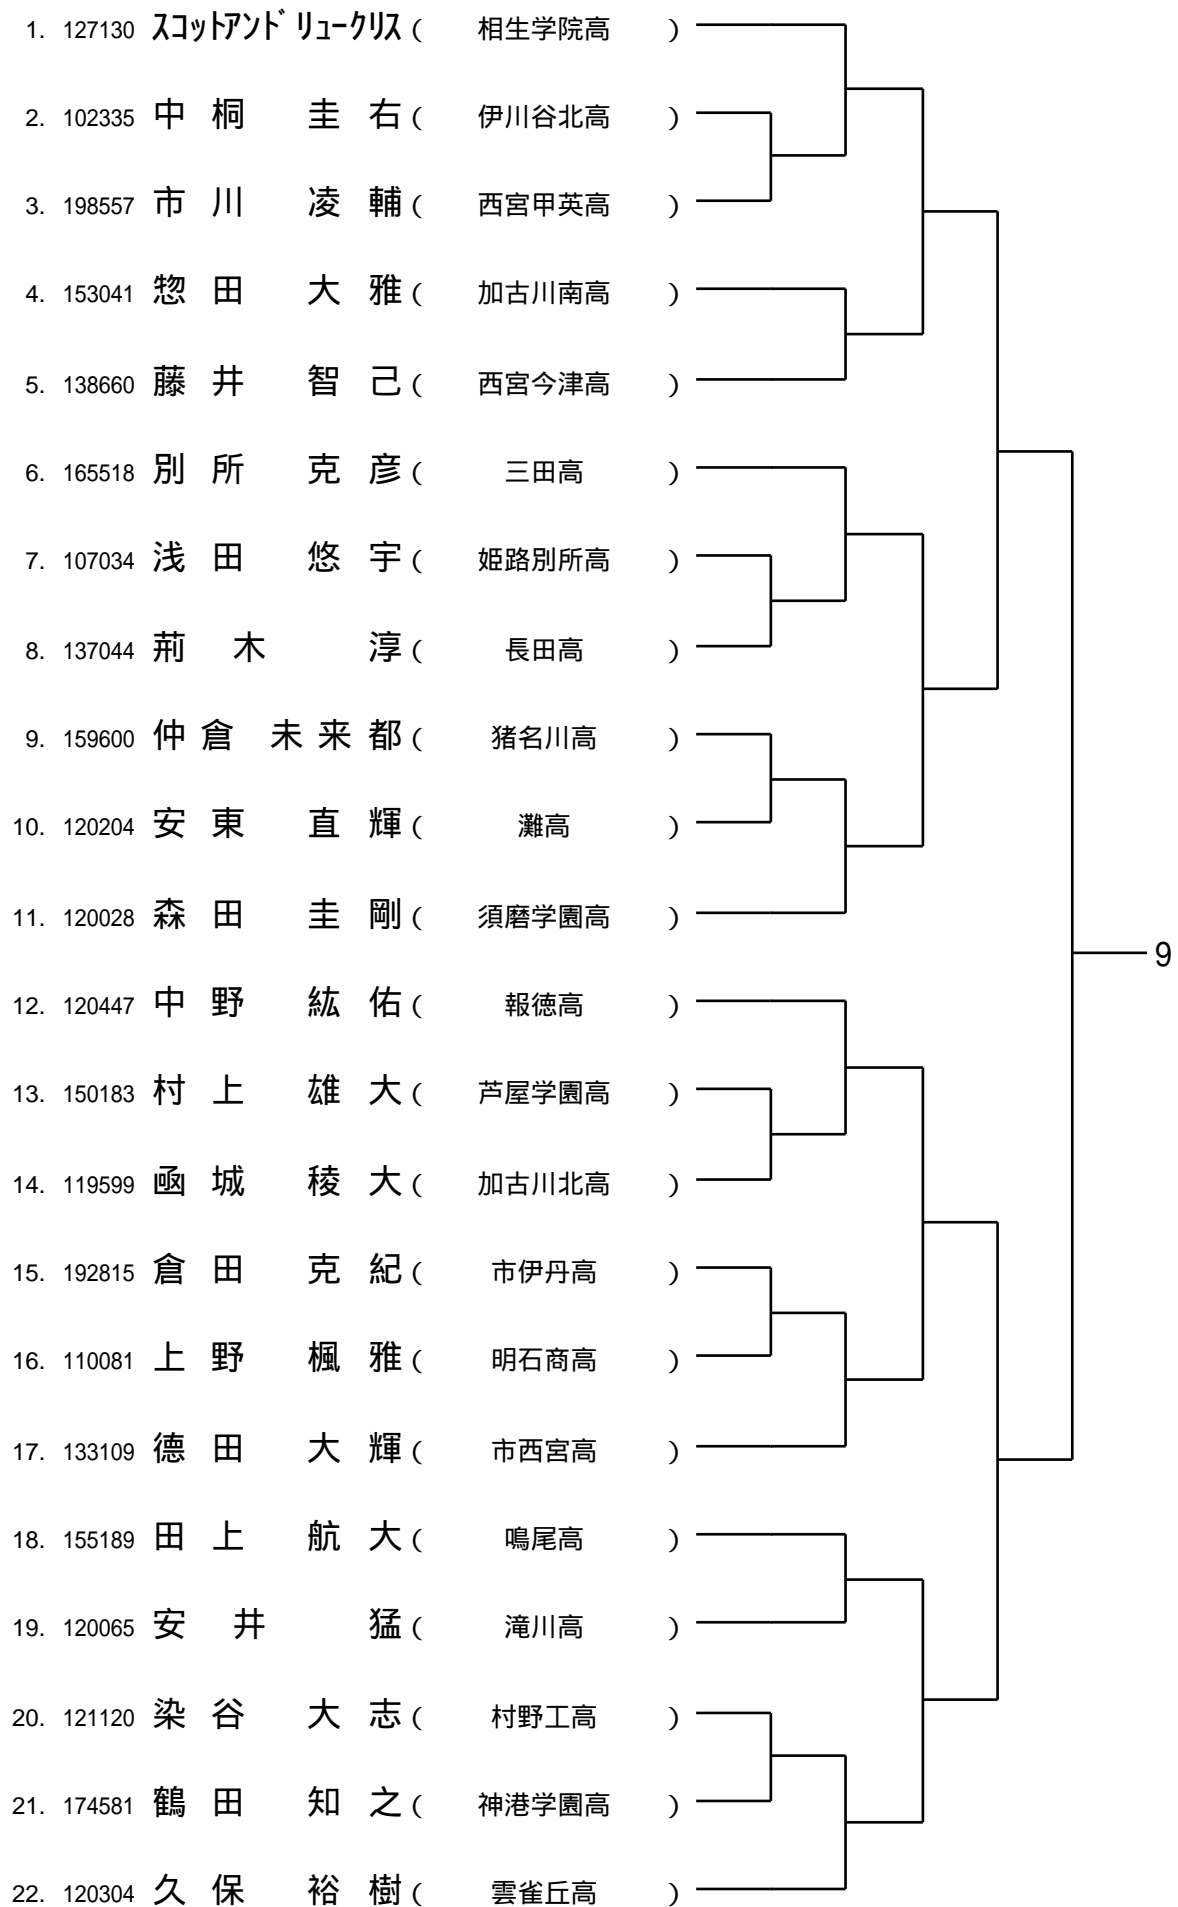 1. 127130 ｽｺｯﾄｱﾝﾄﾞﾘｭｰｸﾘｽ ( 相生学院高 )
2. 102335 中桐 圭右 ( 伊川谷北高 )
3. 198557 市川 凌輔 ( 西宮甲英高 )
4. 153041 惣田 大雅 ( 加古川南高 )
5. 138660 藤井 智己 ( 西宮今津高 )
6. 165518 別所 克彦 ( 三田高 )
7. 107034 浅田 悠宇 ( 姫路別所高 )
8. 137044 荊木 淳 ( 長田高 )
9. 159600 仲倉 未来都 ( 猪名川高 )
10. 120204 安東 直輝 ( 灘高 )
11. 120028 森田 圭剛 ( 須磨学園高 )
9
12. 120447 中野 紘佑 ( 報徳高 )
13. 150183 村上 雄大 ( 芦屋学園高 )
14. 119599 凾城 稜大 ( 加古川北高 )
15. 192815 倉田 克紀 ( 市伊丹高 )
16. 110081 上野 楓雅 ( 明石商高 )
17. 133109 德田 大輝 ( 市西宮高 )
18. 155189 田上 航大 ( 鳴尾高 )
19. 120065 安井 猛 ( 滝川高 )
20. 121120 染谷 大志 ( 村野工高 )
21. 174581 鶴田 知之 ( 神港学園高 )
22. 120304 久保 裕樹 ( 雲雀丘高 )